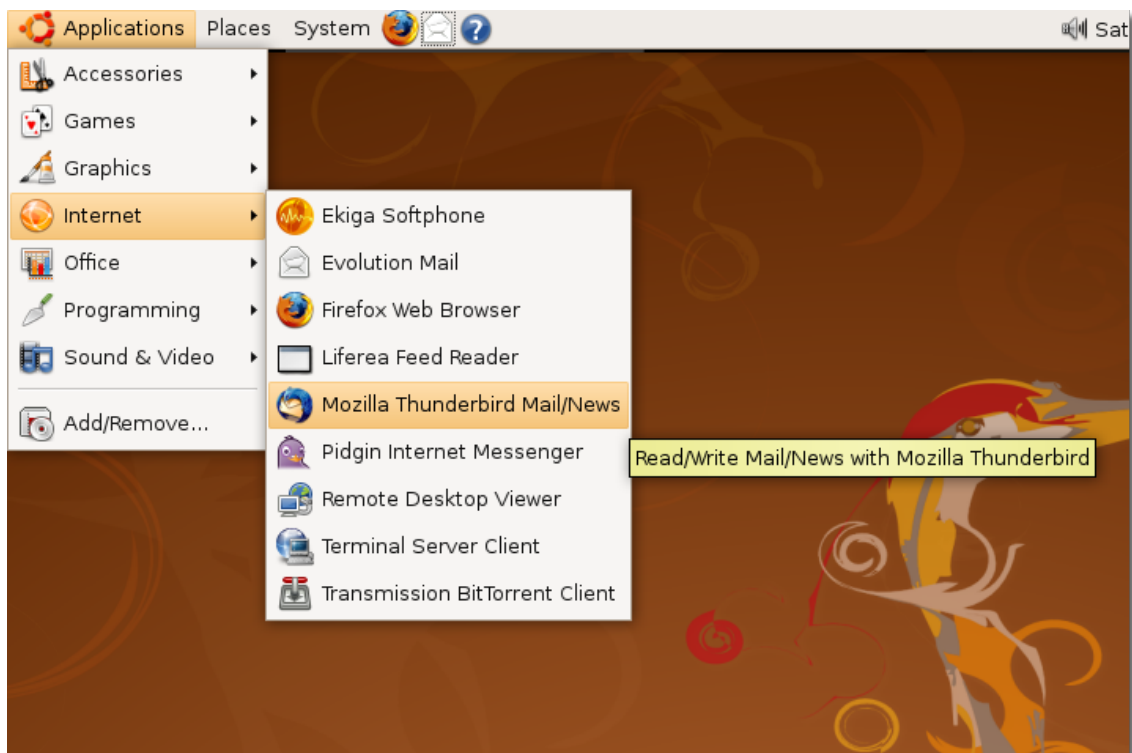 Applications Places System Sat
Accessories
Games
Graphics
Internet
Office
Programming
Sound & Video
Add/Remove...
Ekiga Softphone
Evolution Mail
Firefox Web Browser
Liferea Feed Reader
Mozilla Thunderbird Mail/News
Pidgin Internet Messenger
Remote Desktop Viewer
Terminal Server Client
Transmission BitTorrent Client
Read/Write Mail/News with Mozilla Thunderbird